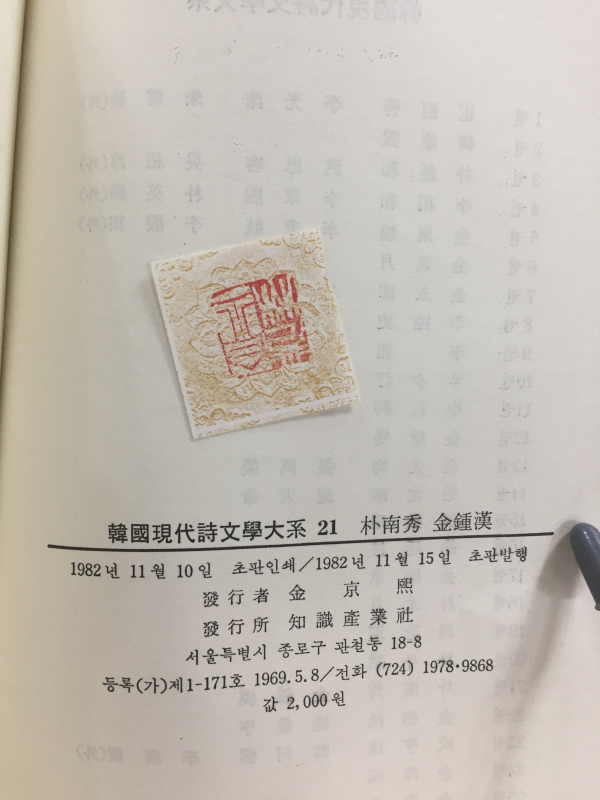 韓國現代詩文學大系 21 朴南秀 金鍾漢
1982년 11월 10일 초판인쇄/1982년 11월 15일 초판발행
發行者 金京熙
發行所 知識産業社
서울특별시 종로구 관철동 18-8
등록(가)제1-171호 1969.5.8/전화 (724) 1978·9868
값 2,000원